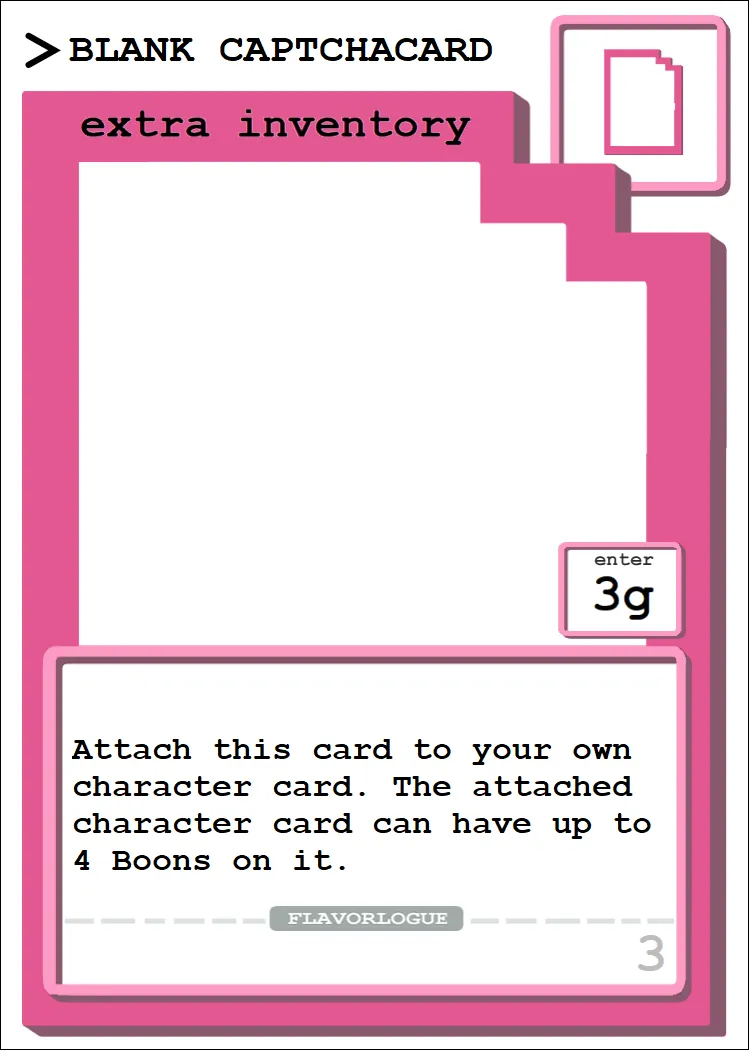 >BLANK CAPTCHACARD
extra inventory
enter
3g
Attach this card to your own
character card. The attached
character card can have up to
4 Boons on it.
FLAVORLOGUE
3